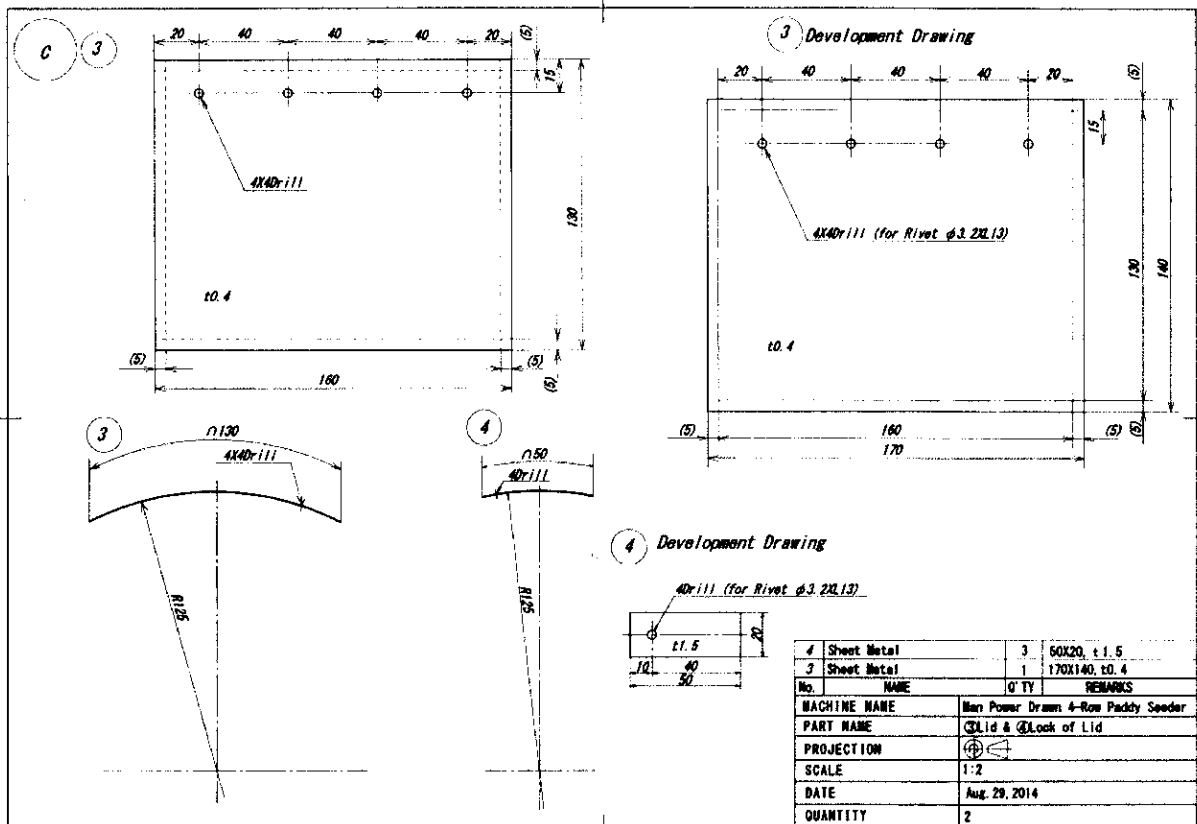 C
3
20 40 40 40 20
(5)
15
4X4Drill
130
t0.4
(5)
(5)
(5)
160
3 Development Drawing
20 40 40 40 20
(5)
15
4X4Drill (for Rivet φ3.2XL13)
130
140
t0.4
(5) 160 (5)
(5)
170
3
∩130
4X4Drill
R125
4
∩50
4Drill
R125
4 Development Drawing
4Drill (for Rivet φ3.2XL13)
t1.5
20
10 40
50
4 Sheet Metal 3 50X20, t1.5
3 Sheet Metal 1 170X140, t0.4
No. NAME Q'TY REMARKS
MACHINE NAME Man Power Drawn 4-Row Paddy Seeder
PART NAME ③Lid & ④Lock of Lid
PROJECTION
SCALE 1:2
DATE Aug. 29, 2014
QUANTITY 2